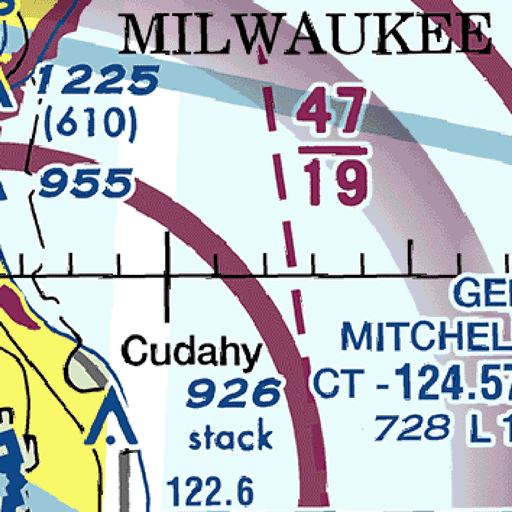 MILWAUKEE
1225
(610)
47
19
955
GE
MITCHEL
Cudahy
926
CT - 124.57
stack
728 L 1
122.6